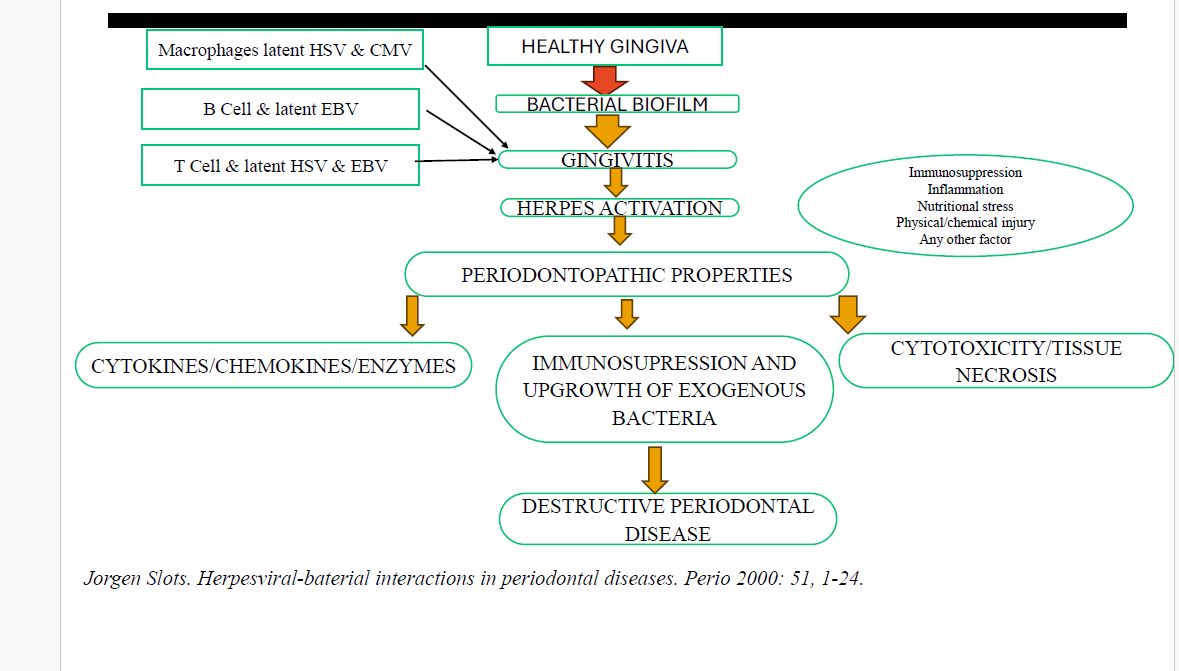 Macrophages latent HSV & CMV
HEALTHY GINGIVA
BACTERIAL BIOFILM
B Cell & latent EBV
T Cell & latent HSV & EBV
GINGIVITIS
HERPES ACTIVATION
Immunosuppression
Inflammation
Nutritional stress
Physical/chemical injury
Any other factor
PERIODONTOPATHIC PROPERTIES
CYTOKINES/CHEMOKINES/ENZYMES
IMMUNOSUPRESSION AND
UPGROWTH OF EXOGENOUS
BACTERIA
CYTOTOXICITY/TISSUE
NECROSIS
DESTRUCTIVE PERIODONTAL
DISEASE
Jorgen Slots. Herpesviral-baterial interactions in periodontal diseases. Perio 2000: 51, 1-24.